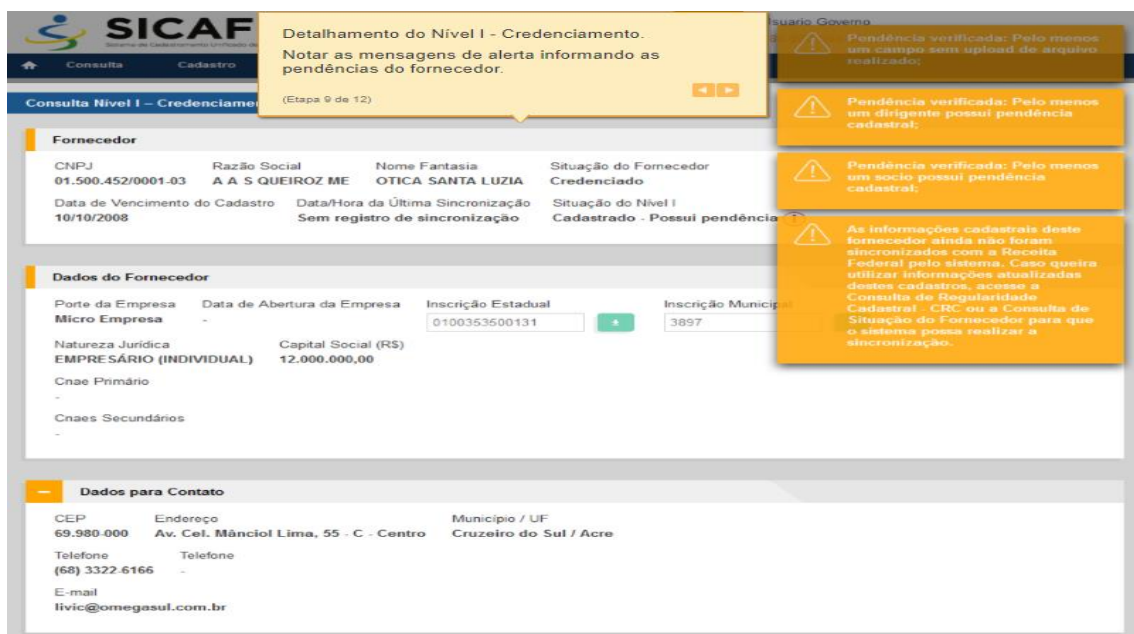 SICAF
Sistema de Cadastramento Unificado de
Usuario Governo
Consulta
Cadastro
Detalhamento do Nível I - Credenciamento.
Notar as mensagens de alerta informando as
pendências do fornecedor.
(Etapa 9 de 12)
Pendência verificada: Pelo menos
um campo sem upload de arquivo
realizado;
Pendência verificada: Pelo menos
um dirigente possui pendência
cadastral;
Pendência verificada: Pelo menos
um socio possui pendência
cadastral;
As informações cadastrais deste
fornecedor ainda não foram
sincronizados com a Receita
Federal pelo sistema. Caso queira
utilizar informações atualizadas
destes cadastros, acesse a
Consulta de Regularidade
Cadastral - CRC ou a Consulta de
Situação do Fornecedor para que
o sistema possa realizar a
sincronização.
Consulta Nível I – Credenciame
Fornecedor
CNPJ Razão Social Nome Fantasia Situação do Fornecedor
01.500.452/0001-03 A A S QUEIROZ ME OTICA SANTA LUZIA Credenciado
Data de Vencimento do Cadastro Data/Hora da Última Sincronização Situação do Nível I
10/10/2008 Sem registro de sincronização Cadastrado - Possui pendência
Dados do Fornecedor
Porte da Empresa Data de Abertura da Empresa Inscrição Estadual Inscrição Municipal
Micro Empresa - 0100353500131 3897
Natureza Jurídica Capital Social (R$)
EMPRESÁRIO (INDIVIDUAL) 12.000.000,00
Cnae Primário
-
Cnaes Secundários
-
Dados para Contato
CEP Endereço Município / UF
69.980-000 Av. Cel. Mânciol Lima, 55 - C - Centro Cruzeiro do Sul / Acre
Telefone Telefone
(68) 3322-6166 -
E-mail
livic@omegasul.com.br